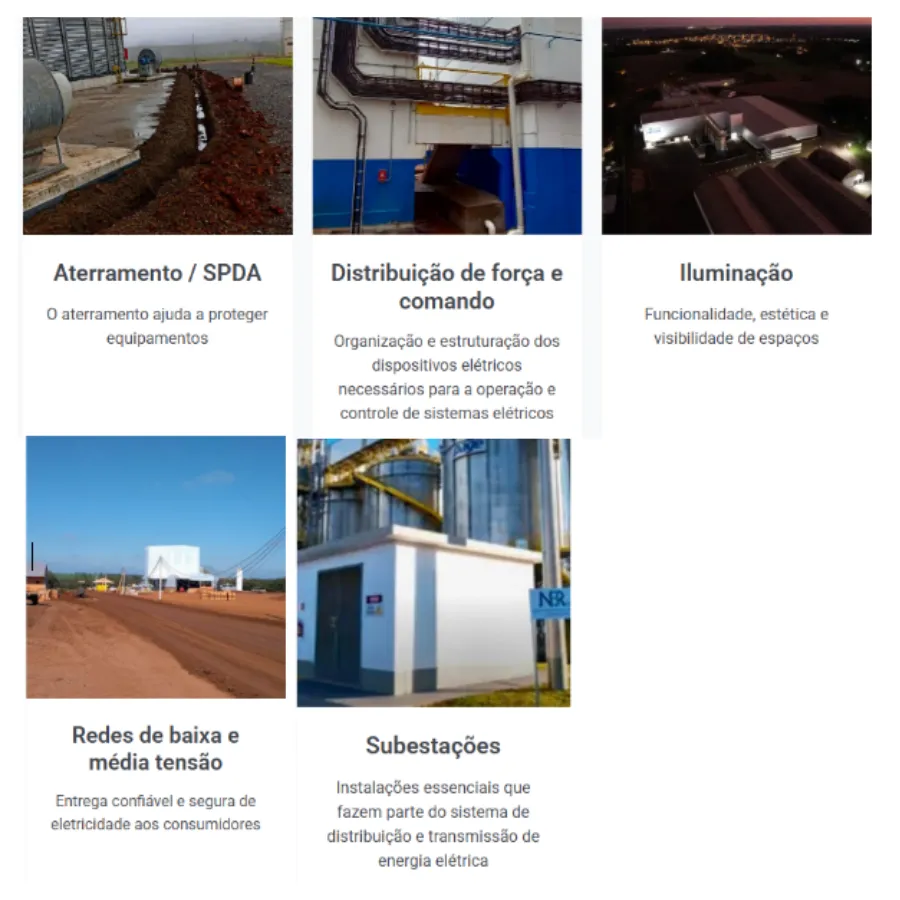 Aterramento / SPDA
O aterramento ajuda a proteger
equipamentos
Distribuição de força e
comando
Organização e estruturação dos
dispositivos elétricos
necessários para a operação e
controle de sistemas elétricos
Iluminação
Funcionalidade, estética e
visibilidade de espaços
Redes de baixa e
média tensão
Entrega confiável e segura de
eletricidade aos consumidores
NBR
Subestações
Instalações essenciais que
fazem parte do sistema de
distribuição e transmissão de
energia elétrica